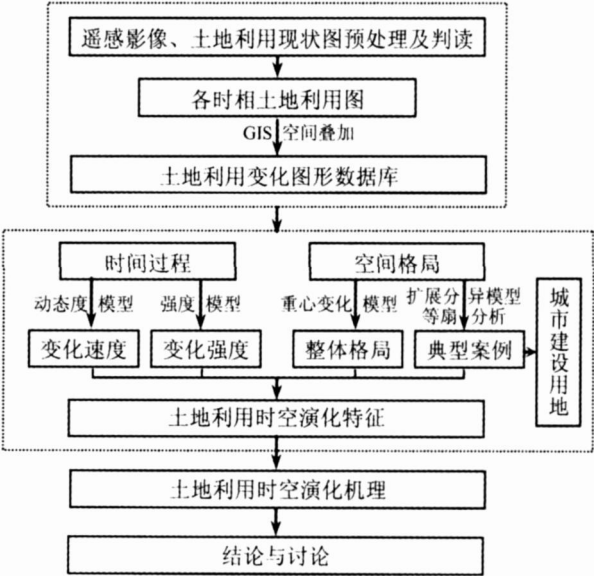 遥感影像、土地利用现状图预处理及判读
各时相土地利用图
GIS 空间叠加
土地利用变化图形数据库
时间过程
空间格局
动态度 模型
强度 模型
重心变化 模型
扩展分异模型
等扇分析
变化速度
变化强度
整体格局
典型案例
城市建设用地
土地利用时空演化特征
土地利用时空演化机理
结论与讨论